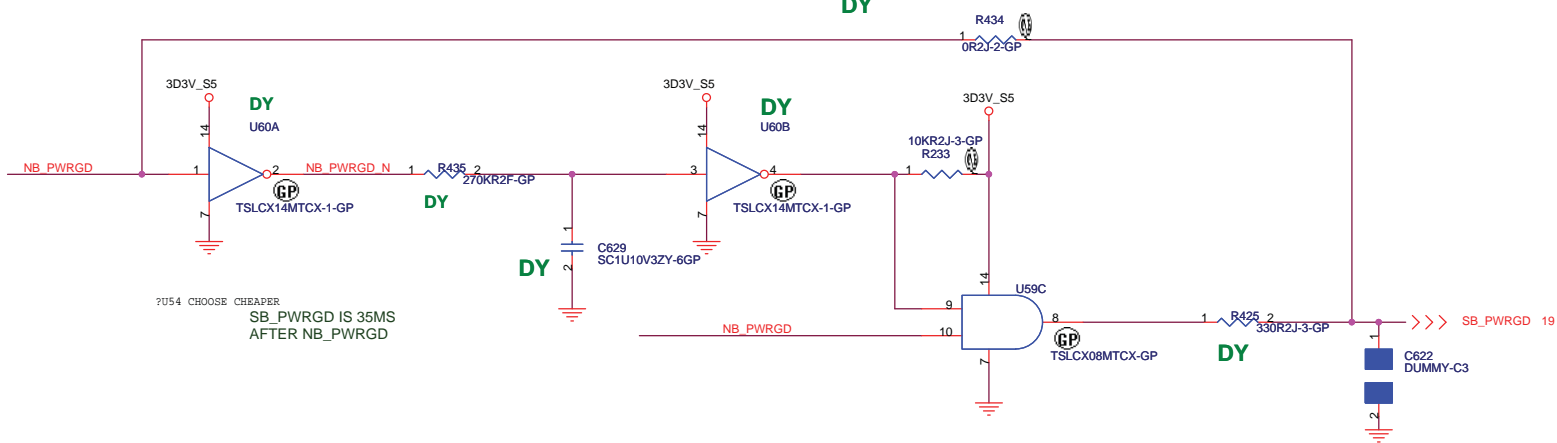 DY
R434
1
0R2J-2-GP
3D3V_S5
DY
U60A
14
NB_PWRGD
1
2
NB_PWRGD_N
GP
7
TSLCX14MTCX-1-GP
1
R435
2
270KR2F-GP
DY
1
C629
SC1U10V3ZY-6GP
2
DY
3D3V_S5
DY
U60B
14
3
4
GP
7
TSLCX14MTCX-1-GP
3D3V_S5
10KR2J-3-GP
R233
1
?U54 CHOOSE CHEAPER
SB_PWRGD IS 35MS
AFTER NB_PWRGD
14
U59C
9
NB_PWRGD
10
8
GP
TSLCX08MTCX-GP
7
1
R425
2
330R2J-3-GP
DY
SB_PWRGD 19
1
C622
DUMMY-C3
2